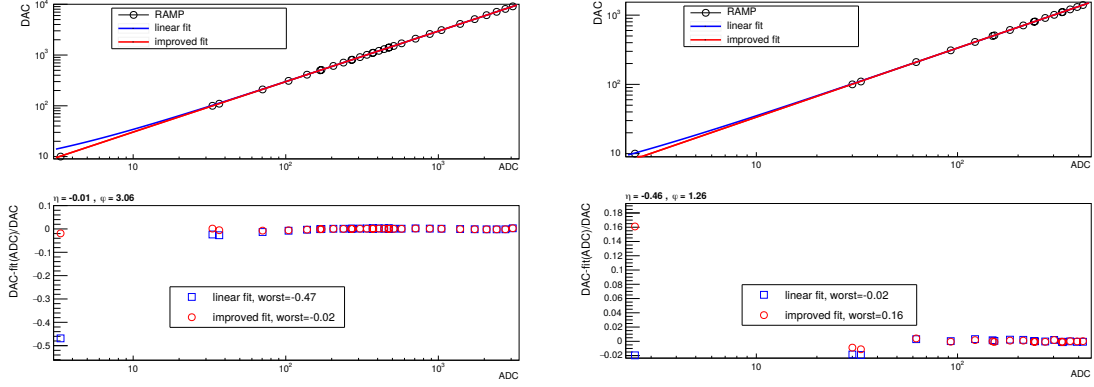 DAC
10⁴
10³
10²
10
RAMP
linear fit
improved fit
10
10²
10³
ADC
η = -0.01 , φ = 3.06
DAC-fit(ADC)/DAC
0.1
0
−0.1
−0.2
−0.3
−0.4
−0.5
linear fit, worst=-0.47
improved fit, worst=-0.02
10
10²
10³
ADC
DAC
10³
10²
10
RAMP
linear fit
improved fit
10
10²
ADC
η = -0.46 , φ = 1.26
DAC-fit(ADC)/DAC
0.18
0.16
0.14
0.12
0.1
0.08
0.06
0.04
0.02
0
−0.02
linear fit, worst=-0.02
improved fit, worst=0.16
10
10²
ADC